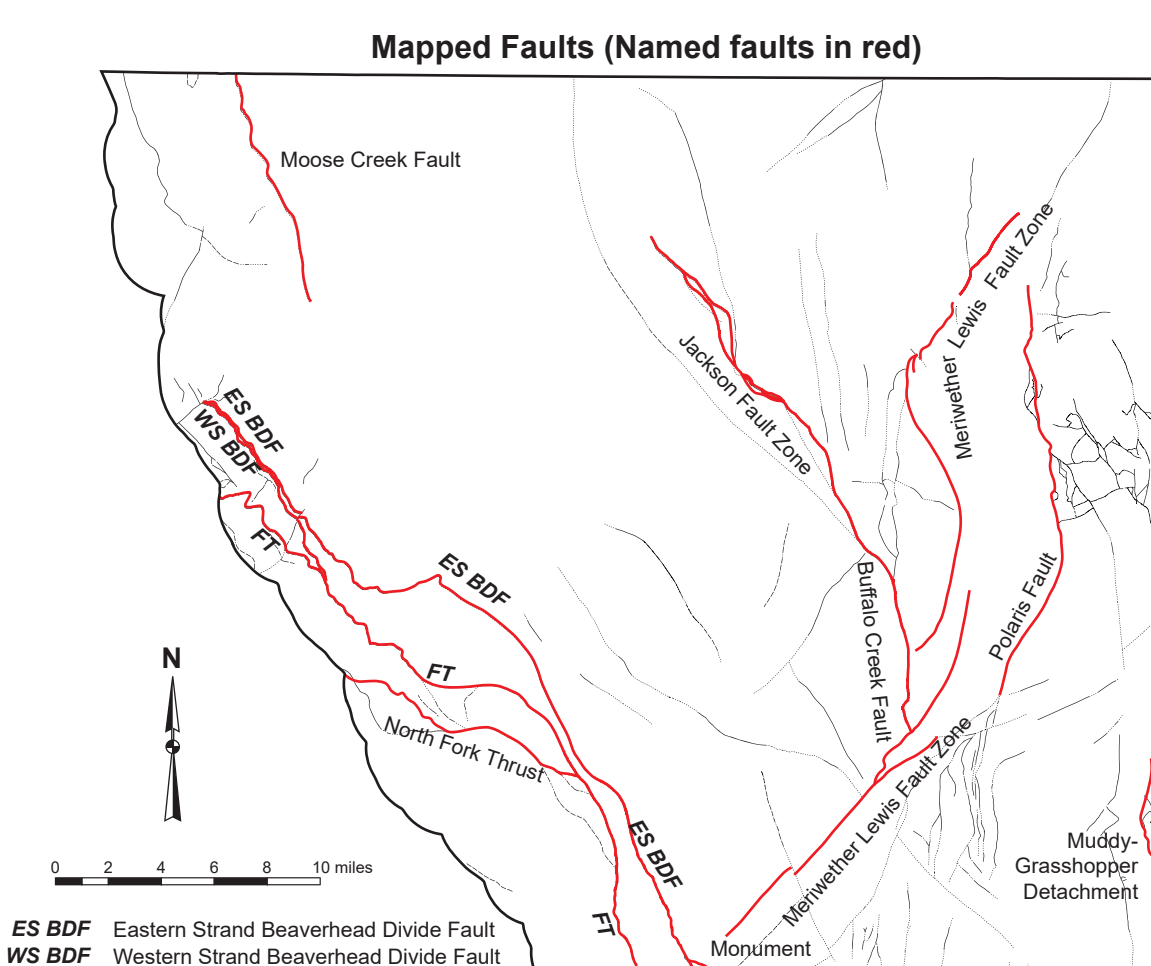 Mapped Faults (Named faults in red)
Moose Creek Fault
Meriwether Lewis Fault Zone
Jackson Fault Zone
ES BDF
WS BDF
FT
ES BDF
Buffalo Creek Fault
Polaris Fault
N
FT
North Fork Thrust
Meriwether Lewis Fault Zone
ES BDF
Muddy-
Grasshopper
Detachment
0 2 4 6 8 10 miles
FT
ES BDF Eastern Strand Beaverhead Divide Fault
Monument
WS BDF Western Strand Beaverhead Divide Fault